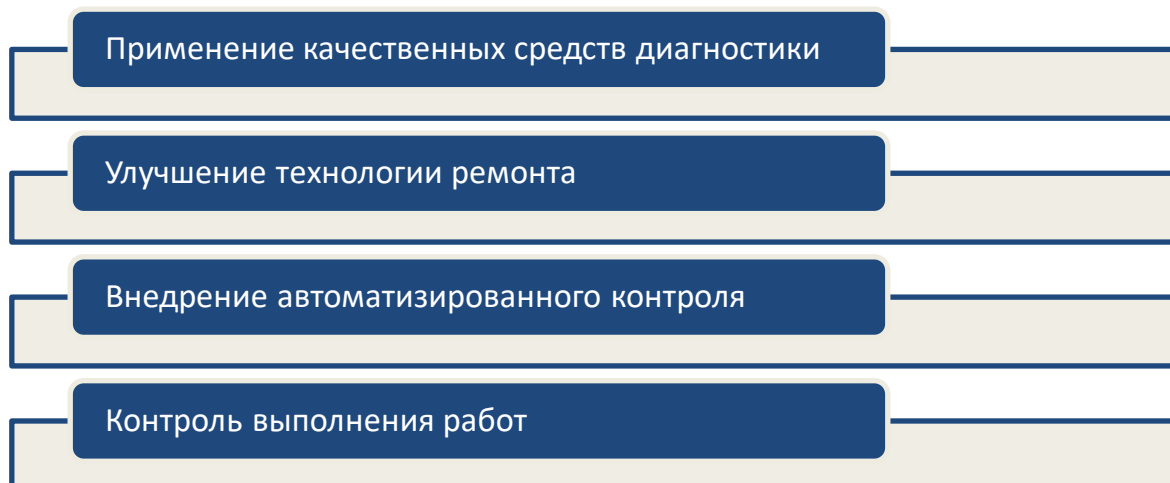 Применение качественных средств диагностики
Улучшение технологии ремонта
Внедрение автоматизированного контроля
Контроль выполнения работ